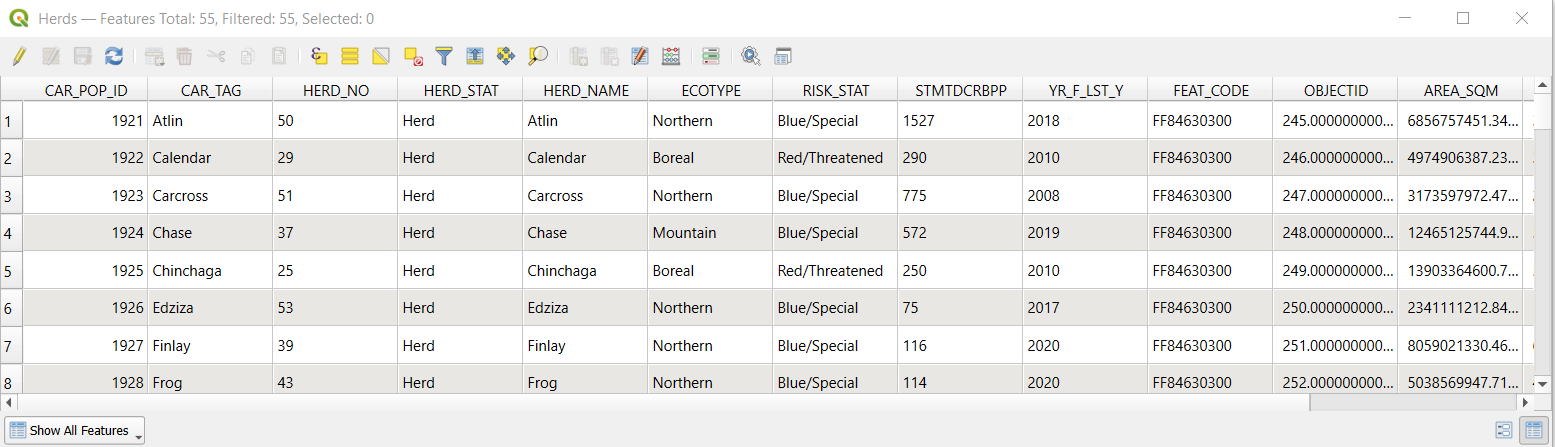 Herds — Features Total: 55, Filtered: 55, Selected: 0
CAR_POP_ID CAR_TAG HERD_NO HERD_STAT HERD_NAME ECOTYPE RISK_STAT STMTDCRBPP YR_F_LST_Y FEAT_CODE OBJECTID AREA_SQM
1 1921 Atlin 50 Herd Atlin Northern Blue/Special 1527 2018 FF84630300 245.000000000... 6856757451.34...
2 1922 Calendar 29 Herd Calendar Boreal Red/Threatened 290 2010 FF84630300 246.000000000... 4974906387.23...
3 1923 Carcross 51 Herd Carcross Northern Blue/Special 775 2008 FF84630300 247.000000000... 3173597972.47...
4 1924 Chase 37 Herd Chase Mountain Blue/Special 572 2019 FF84630300 248.000000000... 12465125744.9...
5 1925 Chinchaga 25 Herd Chinchaga Boreal Red/Threatened 250 2010 FF84630300 249.000000000... 13903364600.7...
6 1926 Edziza 53 Herd Edziza Northern Blue/Special 75 2017 FF84630300 250.000000000... 2341111212.84...
7 1927 Finlay 39 Herd Finlay Northern Blue/Special 116 2020 FF84630300 251.000000000... 8059021330.46...
8 1928 Frog 43 Herd Frog Northern Blue/Special 114 2020 FF84630300 252.000000000... 5038569947.71...
Show All Features